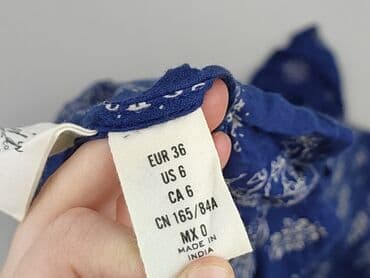 EUR 36
US 6
CA 6
CN 165/84A
MX 0
MADE IN
INDIA